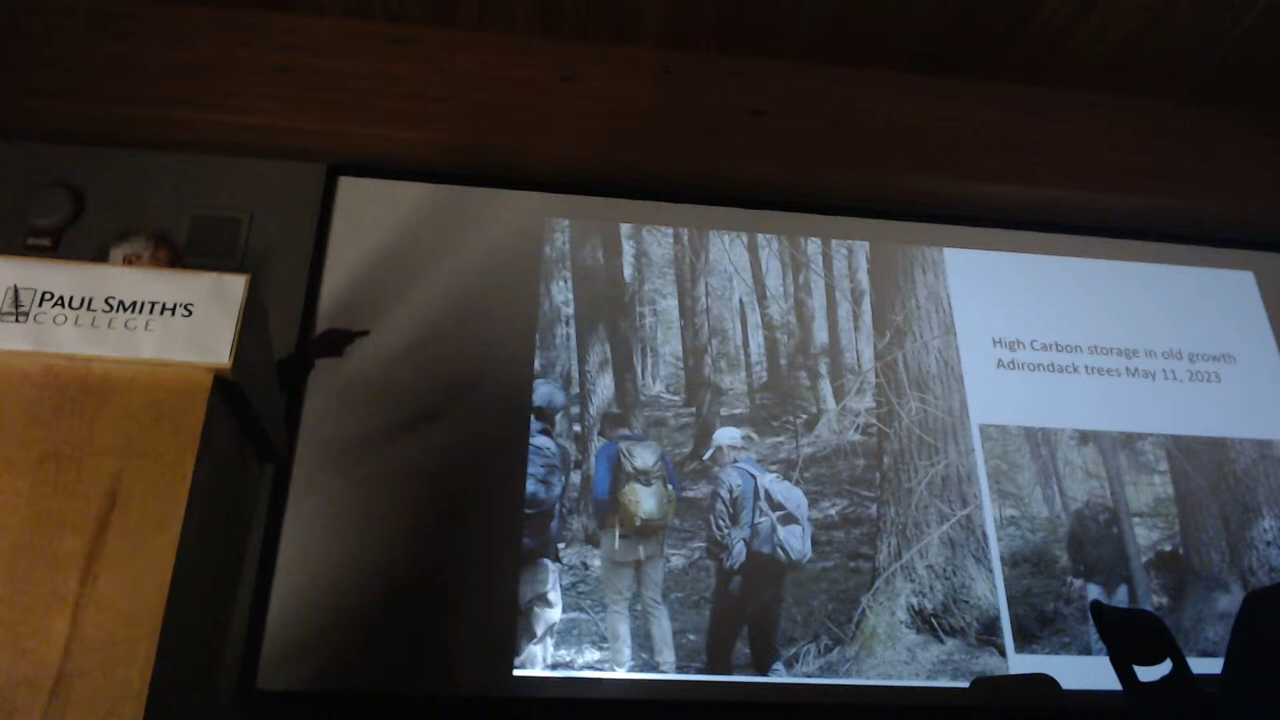 PAUL SMITH'S
COLLEGE
High Carbon storage in old growth
Adirondack trees May 11, 2023